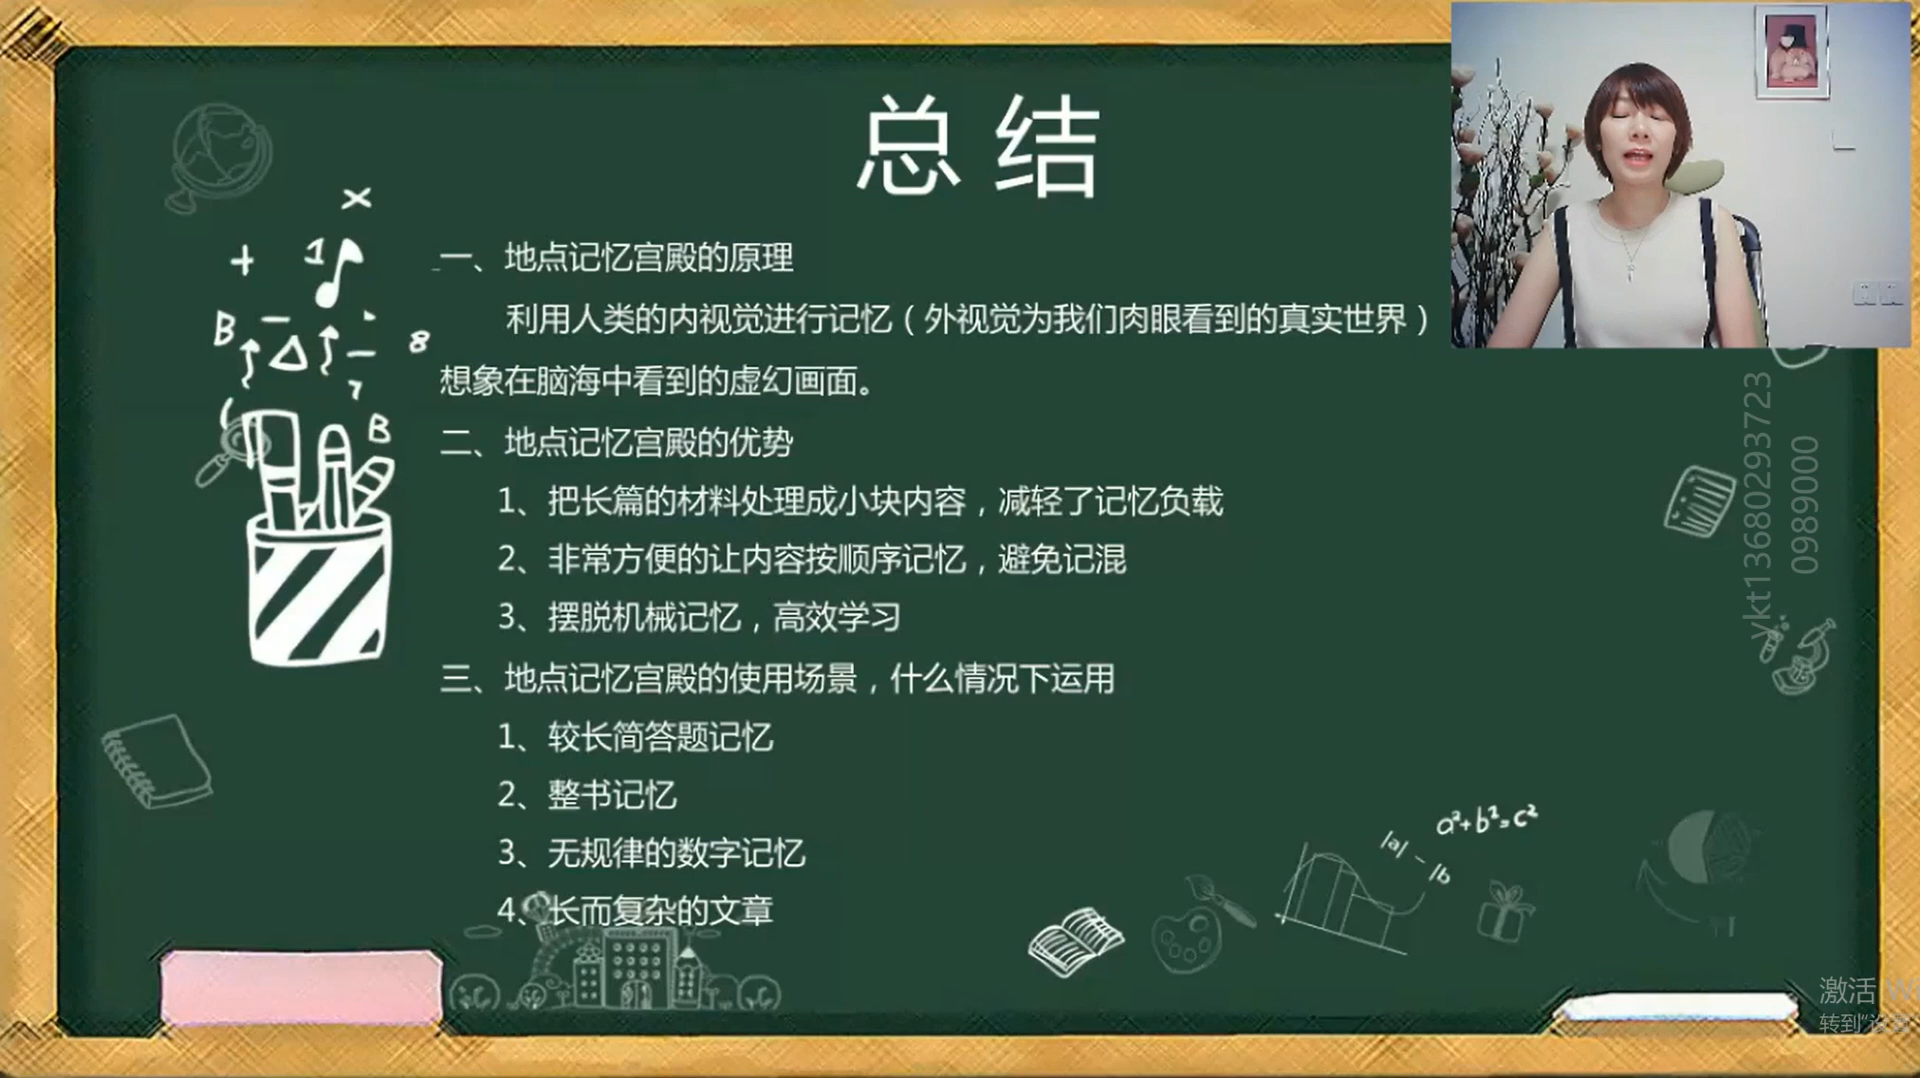 总 结
一、地点记忆宫殿的原理
利用人类的内视觉进行记忆（外视觉为我们肉眼看到的真实世界）
想象在脑海中看到的虚幻画面。
二、地点记忆宫殿的优势
1、把长篇的材料处理成小块内容，减轻了记忆负载
2、非常方便的让内容按顺序记忆，避免记混
3、摆脱机械记忆，高效学习
三、地点记忆宫殿的使用场景，什么情况下运用
1、较长简答题记忆
2、整书记忆
3、无规律的数字记忆
4、长而复杂的文章
×
+ 1
B
8
7
B
a²+b²=c²
|a| - |b
ykt13680293723
09890000
激活 W
转到"设